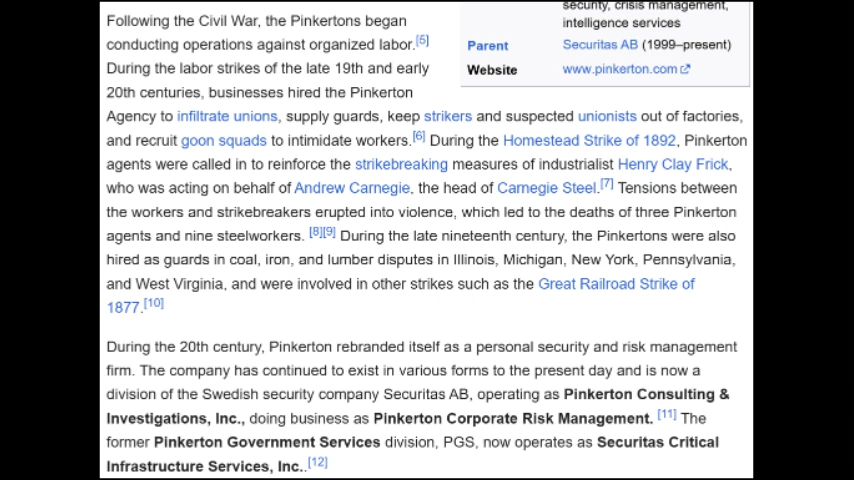 security, crisis management,
intelligence services
Parent Securitas AB (1999–present)
Website www.pinkerton.com
Following the Civil War, the Pinkertons began
conducting operations against organized labor.[5]
During the labor strikes of the late 19th and early
20th centuries, businesses hired the Pinkerton
Agency to infiltrate unions, supply guards, keep strikers and suspected unionists out of factories,
and recruit goon squads to intimidate workers.[6] During the Homestead Strike of 1892, Pinkerton
agents were called in to reinforce the strikebreaking measures of industrialist Henry Clay Frick,
who was acting on behalf of Andrew Carnegie, the head of Carnegie Steel.[7] Tensions between
the workers and strikebreakers erupted into violence, which led to the deaths of three Pinkerton
agents and nine steelworkers. [8][9] During the late nineteenth century, the Pinkertons were also
hired as guards in coal, iron, and lumber disputes in Illinois, Michigan, New York, Pennsylvania,
and West Virginia, and were involved in other strikes such as the Great Railroad Strike of
1877.[10]
During the 20th century, Pinkerton rebranded itself as a personal security and risk management
firm. The company has continued to exist in various forms to the present day and is now a
division of the Swedish security company Securitas AB, operating as Pinkerton Consulting &
Investigations, Inc., doing business as Pinkerton Corporate Risk Management. [11] The
former Pinkerton Government Services division, PGS, now operates as Securitas Critical
Infrastructure Services, Inc..[12]